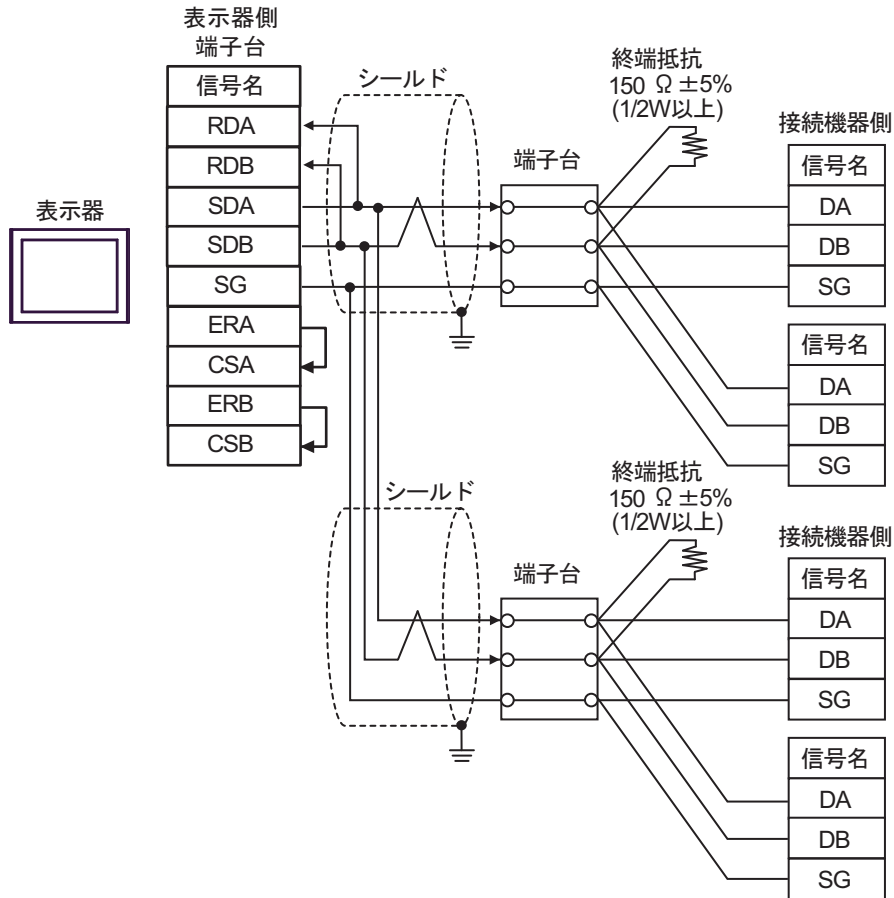 表示器側
端子台
信号名
RDA
RDB
SDA
SDB
SG
ERA
CSA
ERB
CSB
表示器
シールド
端子台
終端抵抗
150 Ω ±5%
(1/2W以上)
接続機器側
信号名
DA
DB
SG
信号名
DA
DB
SG
シールド
端子台
終端抵抗
150 Ω ±5%
(1/2W以上)
接続機器側
信号名
DA
DB
SG
信号名
DA
DB
SG